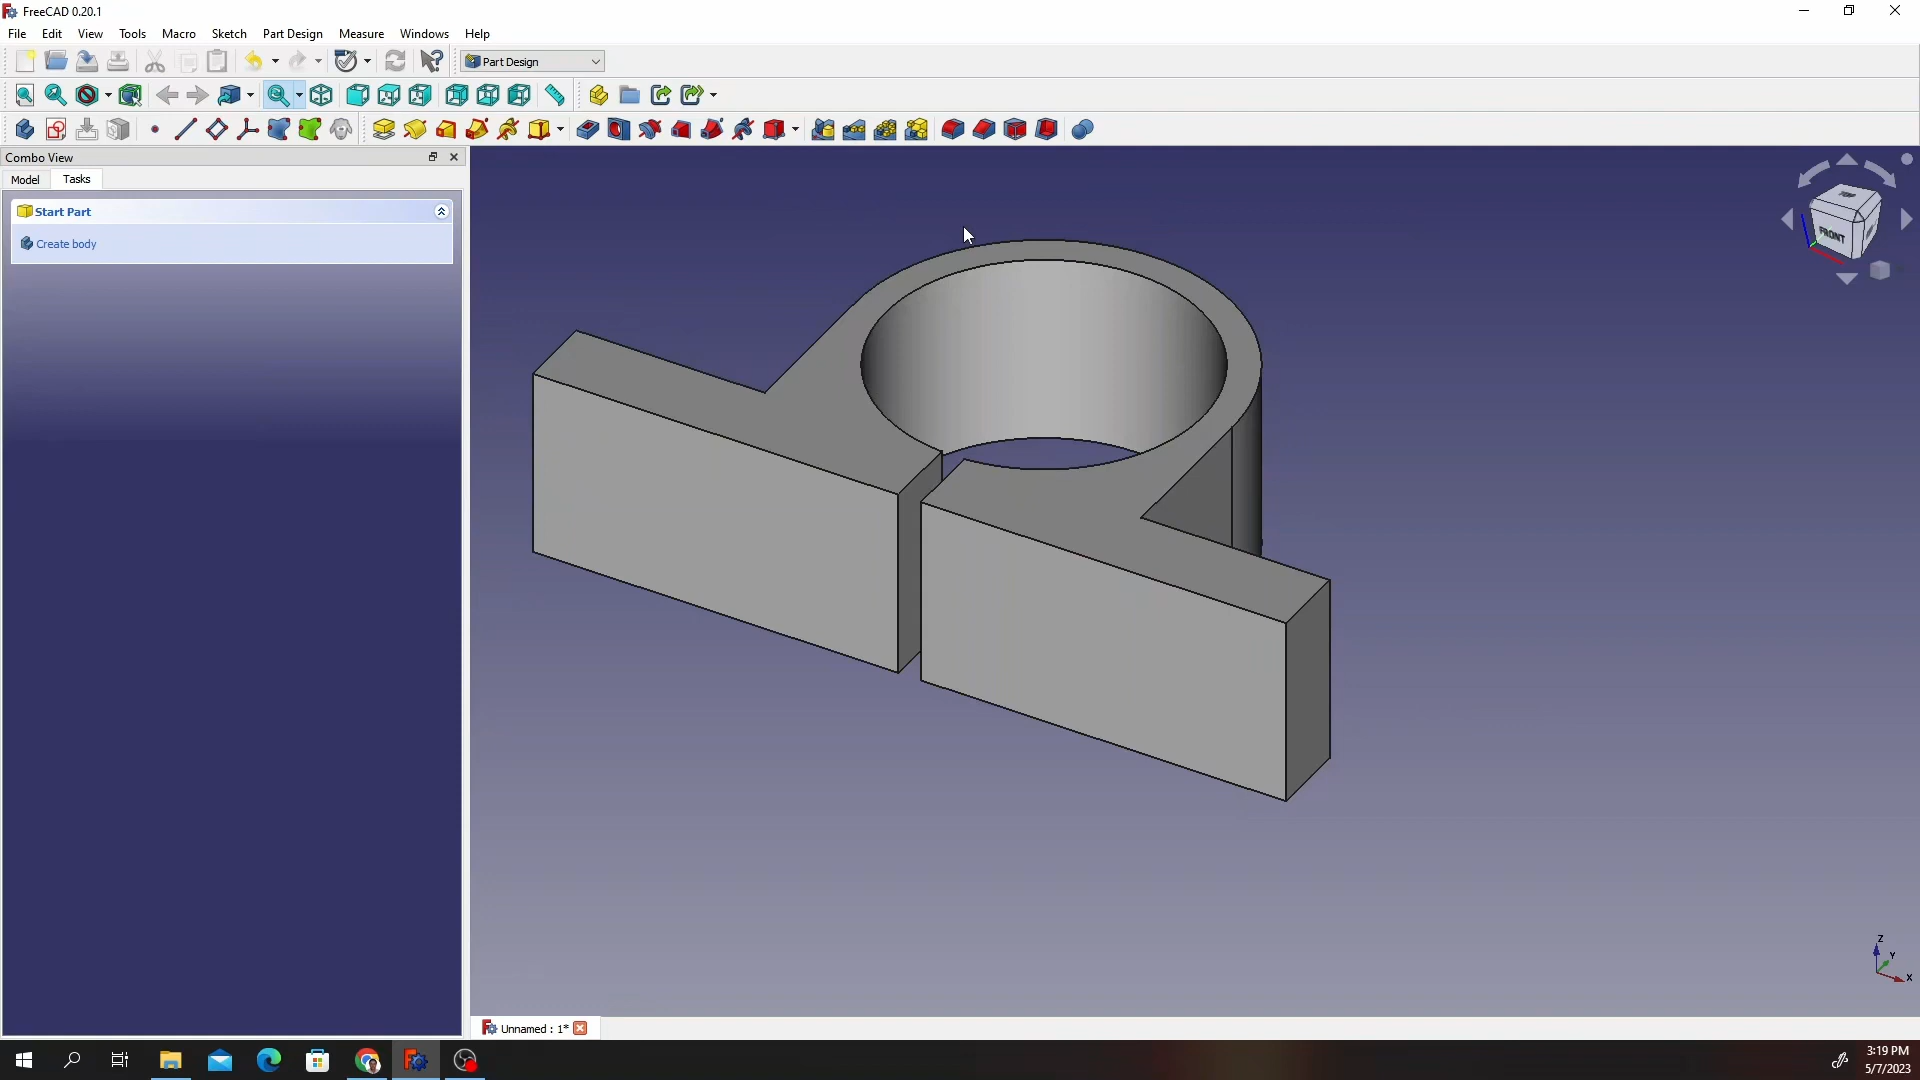 FreeCAD 0.20.1
File Edit View Tools Macro Sketch Part Design Measure Windows Help
Part Design
Combo View
Model Tasks
Start Part
Create body
FRONT
Z
Y
X
Unnamed : 1*
3:19 PM
5/7/2023